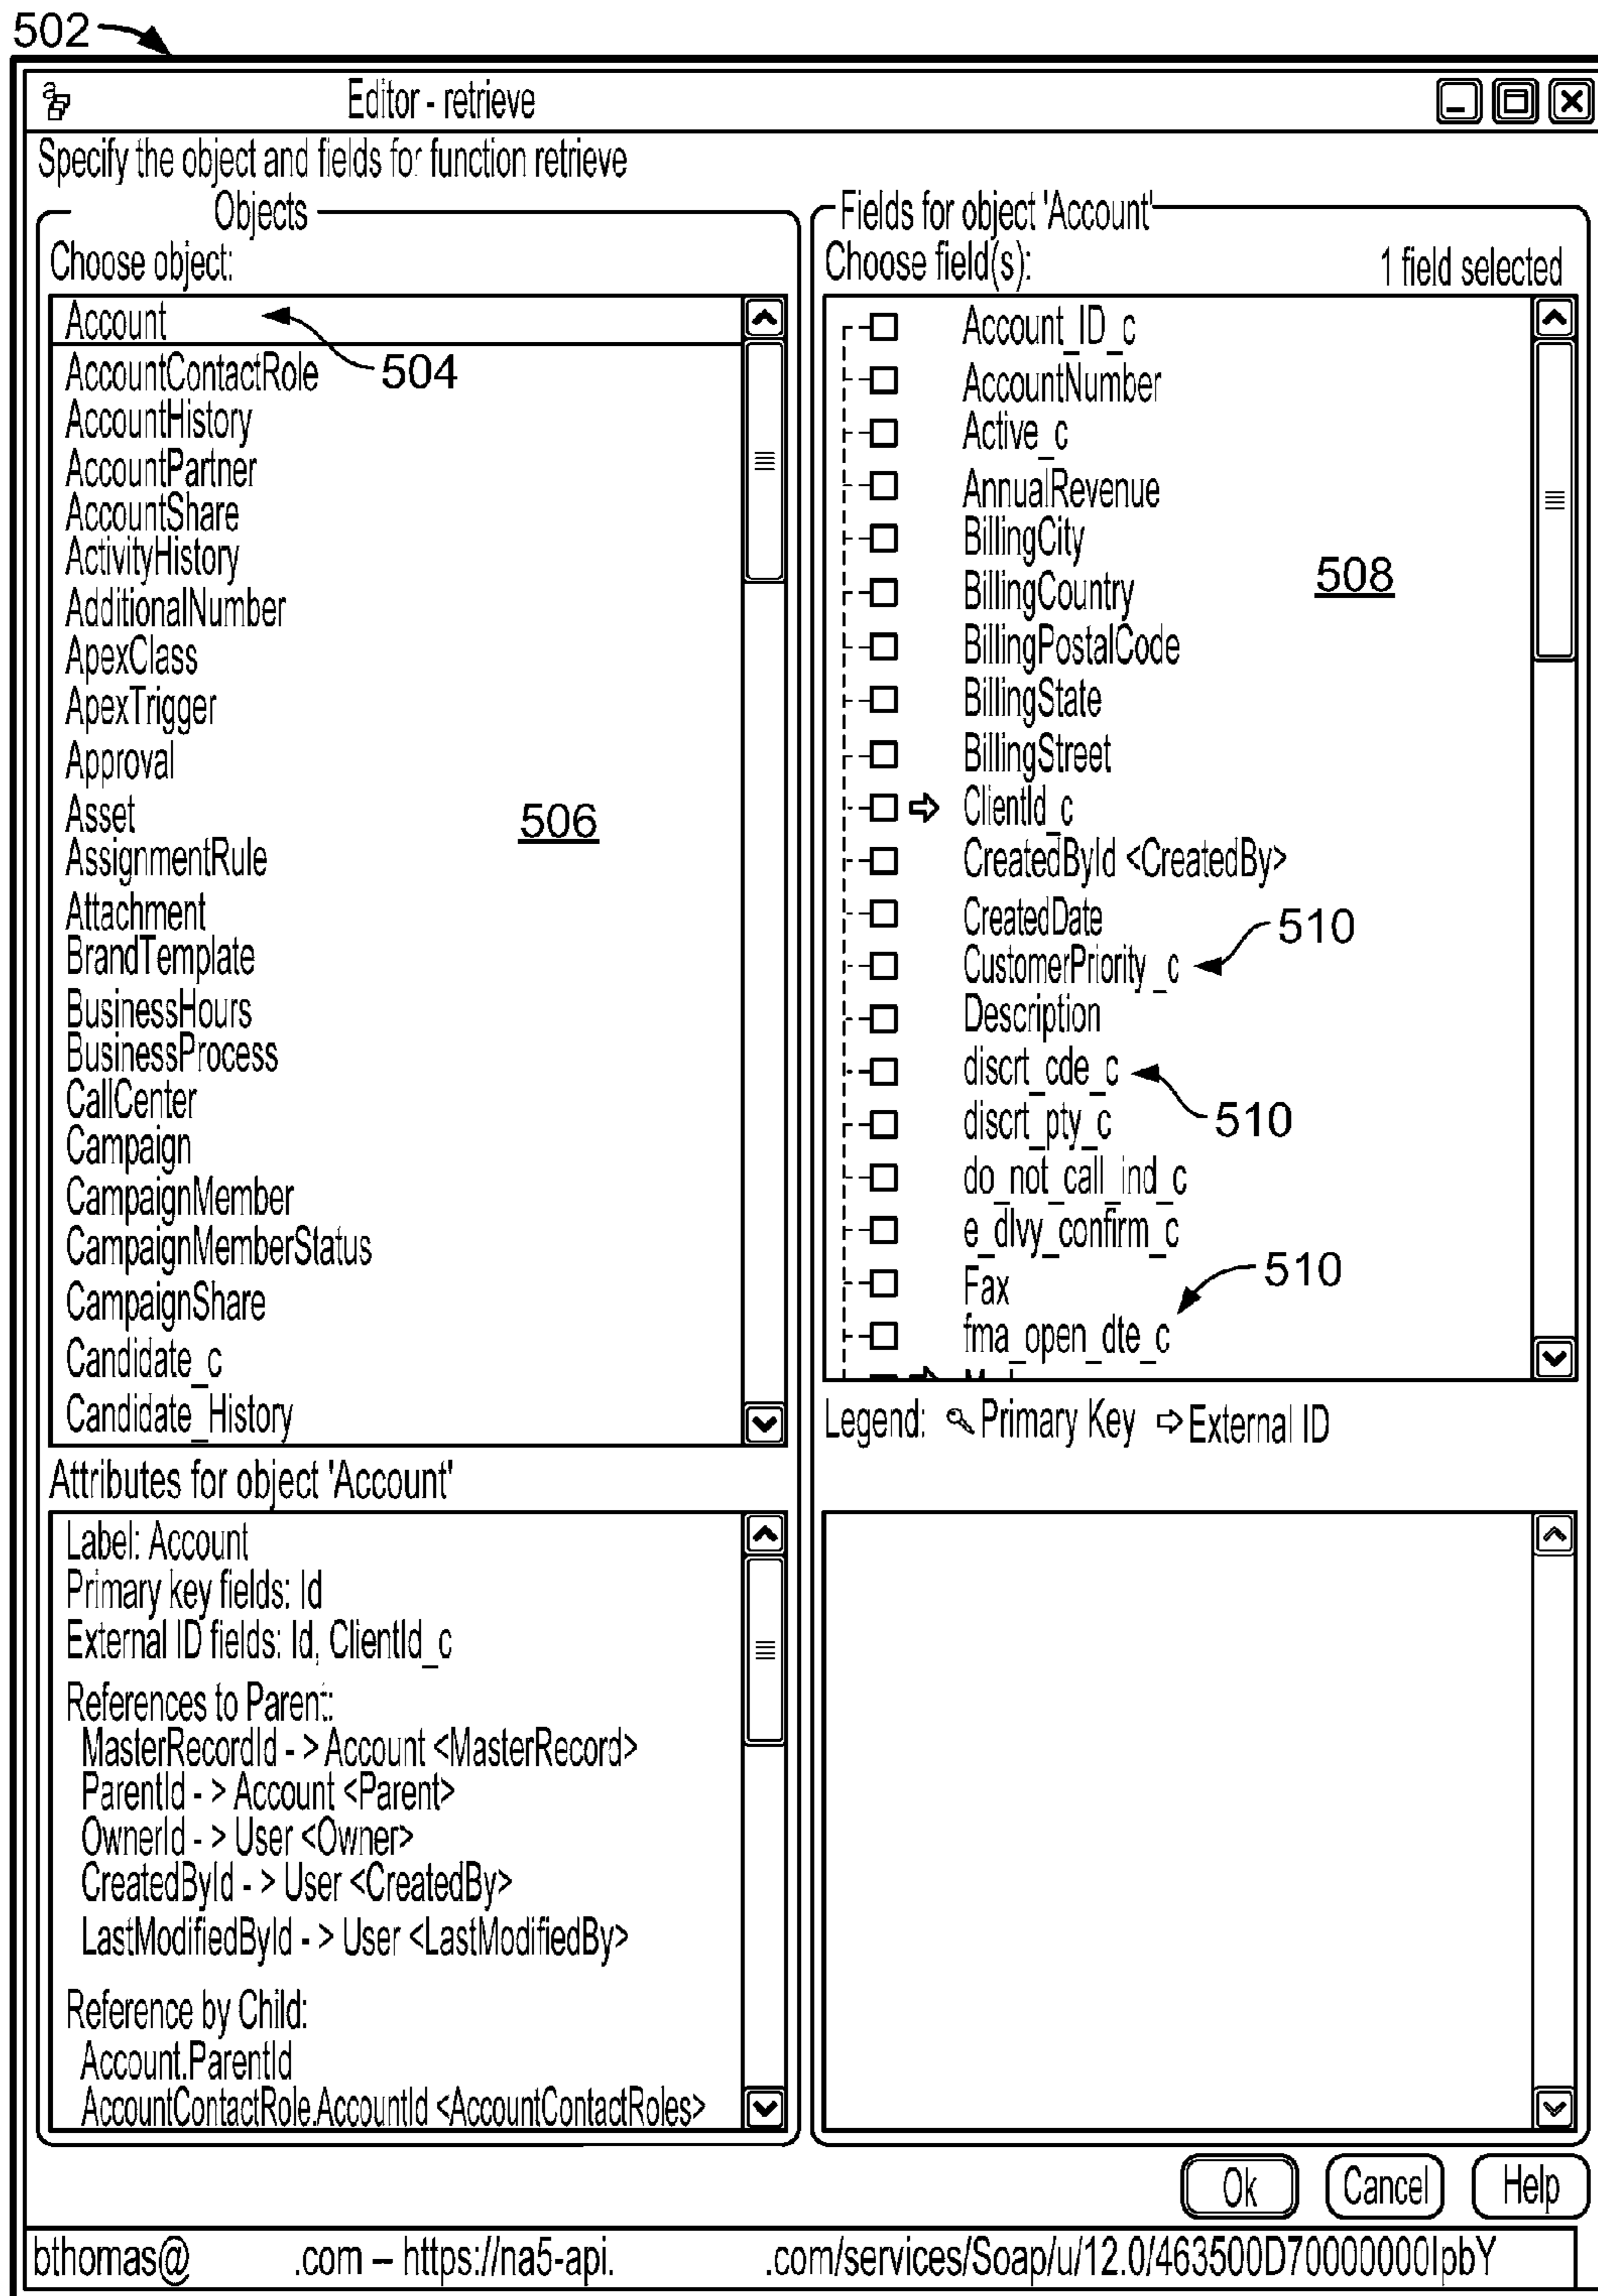 502
Editor - retrieve
Specify the object and fields for function retrieve
Objects
Choose object:
Account
504
AccountContactRole
AccountHistory
AccountPartner
AccountShare
ActivityHistory
AdditionalNumber
ApexClass
ApexTrigger
Approval
Asset
506
AssignmentRule
Attachment
BrandTemplate
BusinessHours
BusinessProcess
CallCenter
Campaign
CampaignMember
CampaignMemberStatus
CampaignShare
Candidate_c
Candidate_History
Attributes for object 'Account'
Label: Account
Primary key fields: Id
External ID fields: Id, ClientId_c
References to Parent:
MasterRecordId - > Account <MasterRecord>
ParentId - > Account <Parent>
OwnerId - > User <Owner>
CreatedById - > User <CreatedBy>
LastModifiedById - > User <LastModifiedBy>
Reference by Child:
Account.ParentId
AccountContactRole.AccountId <AccountContactRoles>
Fields for object 'Account'
Choose field(s): 1 field selected
Account_ID_c
AccountNumber
Active_c
AnnualRevenue
BillingCity
508
BillingCountry
BillingPostalCode
BillingState
BillingStreet
ClientId_c
CreatedById <CreatedBy>
CreatedDate
510
CustomerPriority_c
Description
discrt_cde_c
510
discrt_pty_c
do_not_call_ind_c
e_dlvy_confirm_c
510
Fax
fma_open_dte_c
Legend: Primary Key External ID
Ok Cancel Help
bthomas@ .com – https://na5-api. .com/services/Soap/u/12.0/463500D70000000IpbY